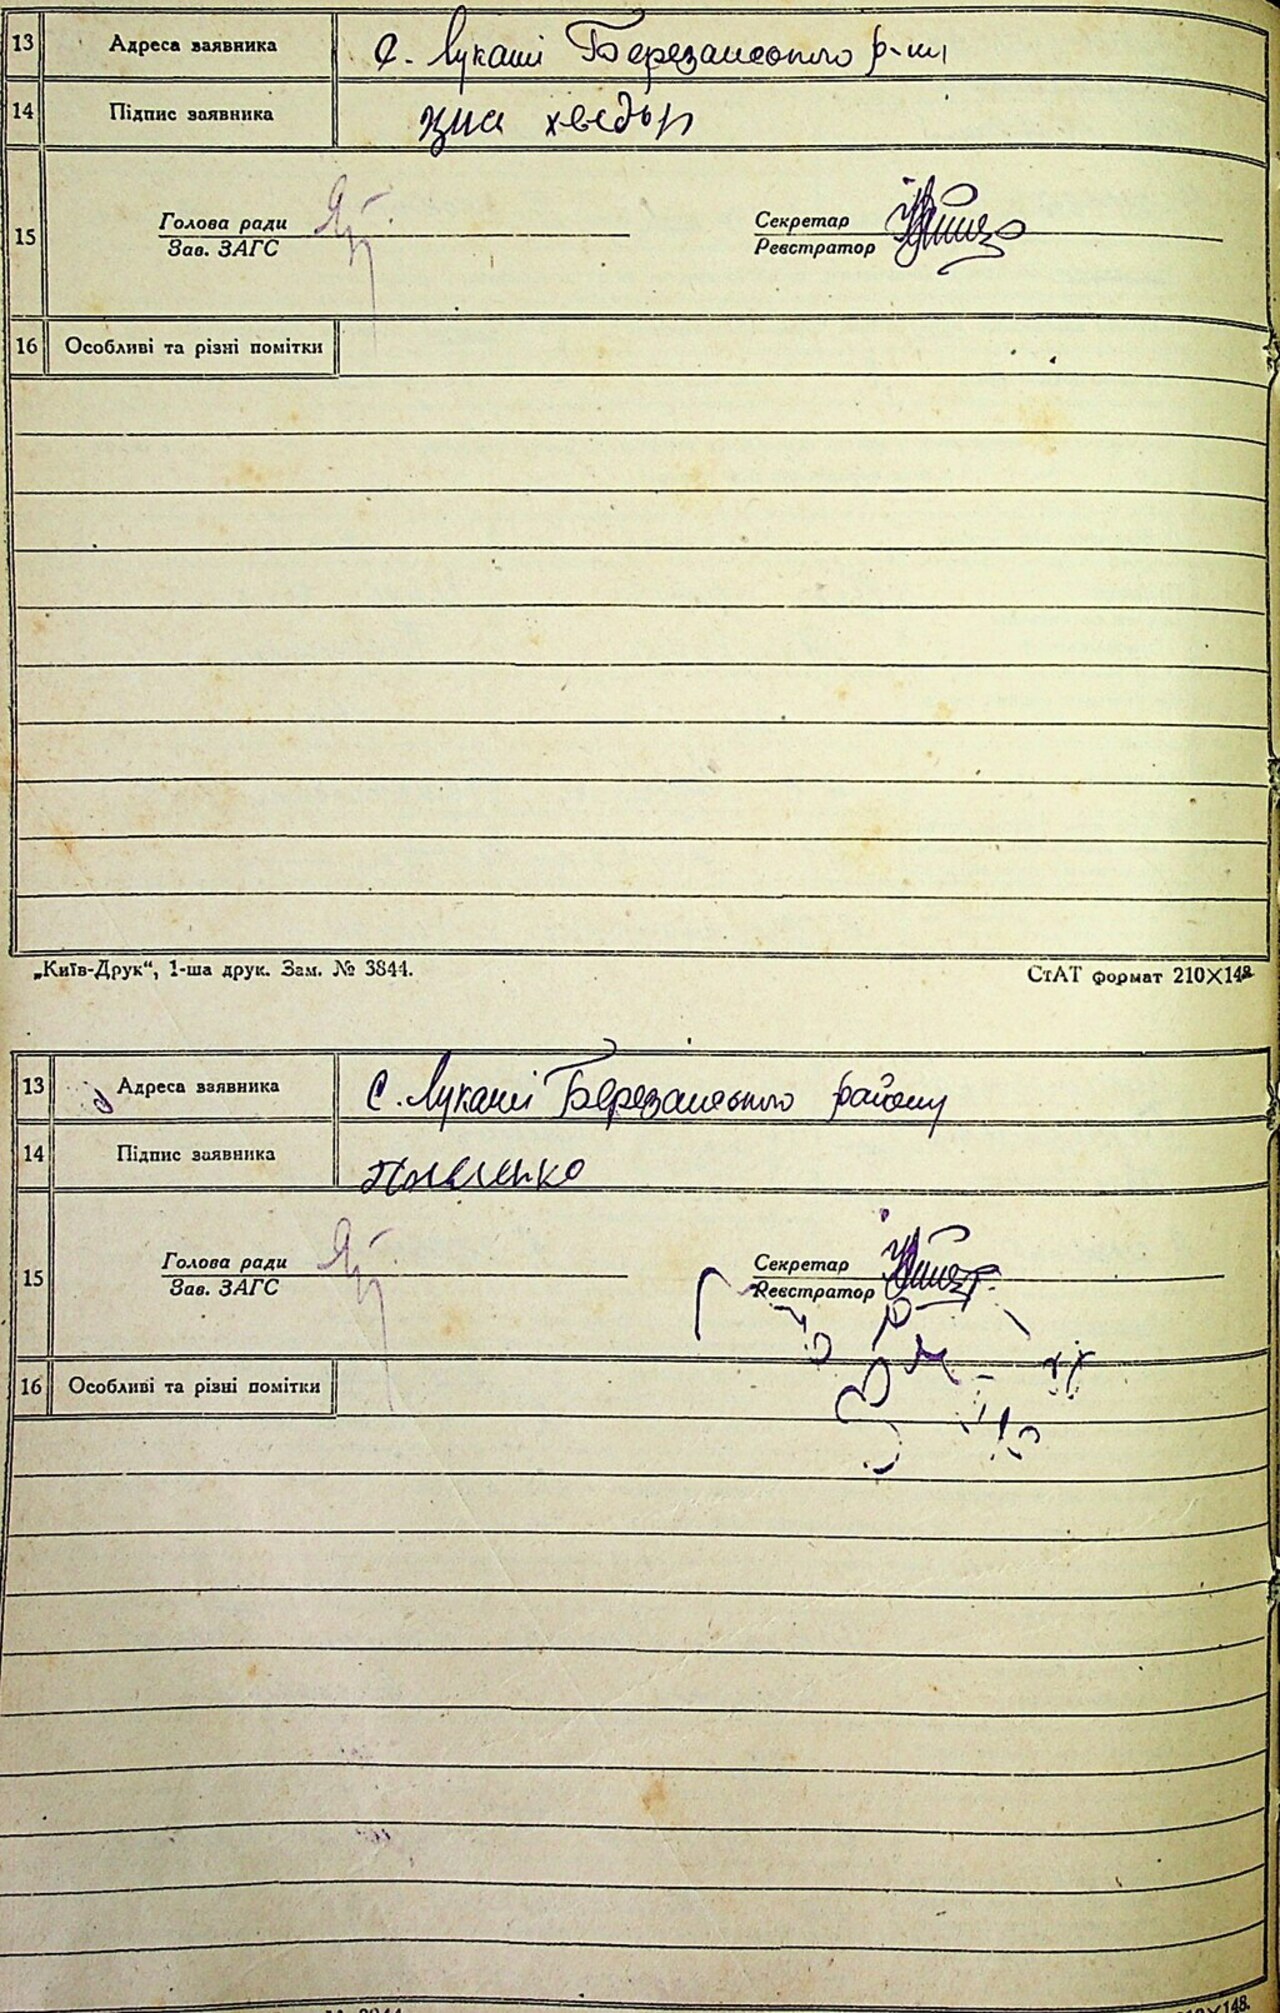 13 Адреса заявника с. Лукаші Березанського р-ну
14 Підпис заявника хведър
15 Голова ради Секретар
Зав. ЗАГС Реєстратор
16 Особливі та різні помітки
„Київ-Друк“, 1-ша друк. Зам. № 3844. СтАТ формат 210×148
13 Адреса заявника С. Лукаші Березанського району
14 Підпис заявника
15 Голова ради Секретар
Зав. ЗАГС Реєстратор
16 Особливі та різні помітки